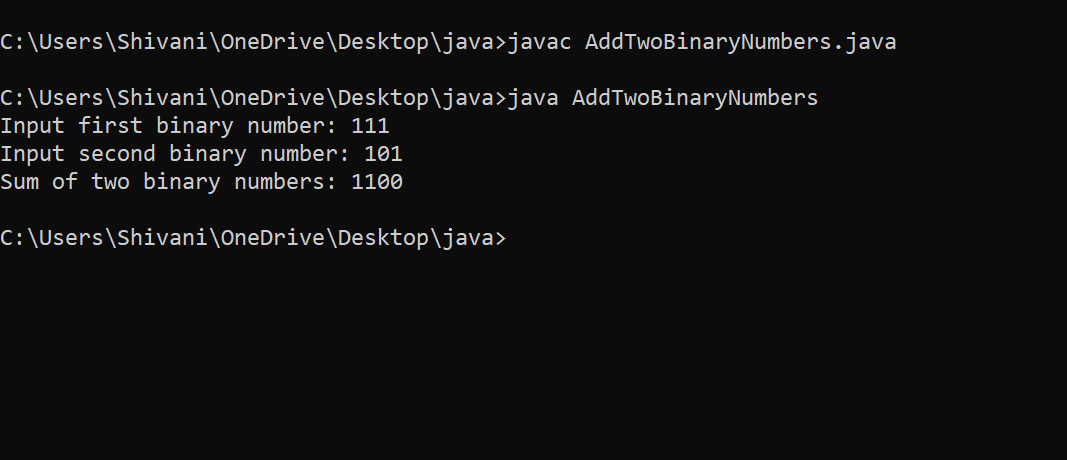 C:\Users\Shivani\OneDrive\Desktop\java>javac AddTwoBinaryNumbers.java
C:\Users\Shivani\OneDrive\Desktop\java>java AddTwoBinaryNumbers
Input first binary number: 111
Input second binary number: 101
Sum of two binary numbers: 1100
C:\Users\Shivani\OneDrive\Desktop\java>